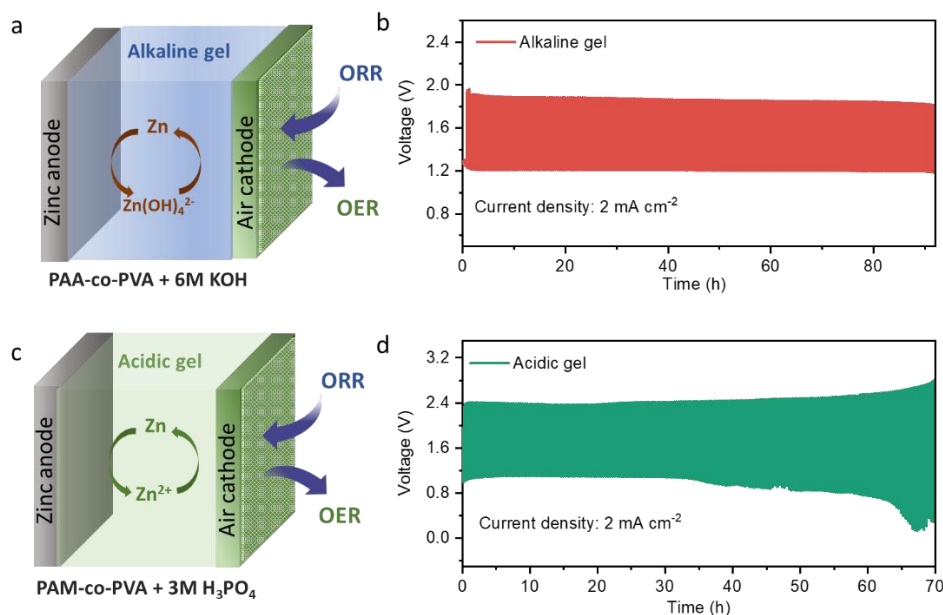 a
Alkaline gel
ORR
Zinc anode
Zn
Zn(OH)₄²⁻
Air cathode
OER
PAA-co-PVA + 6M KOH
b
2.4
2.0
1.6
1.2
0.8
Voltage (V)
Alkaline gel
Current density: 2 mA cm⁻²
0 20 40 60 80
Time (h)
c
Acidic gel
ORR
Zinc anode
Zn
Zn²⁺
Air cathode
OER
PAM-co-PVA + 3M H₃PO₄
d
3.2
2.4
1.6
0.8
0.0
Voltage (V)
Acidic gel
Current density: 2 mA cm⁻²
0 10 20 30 40 50 60 70
Time (h)